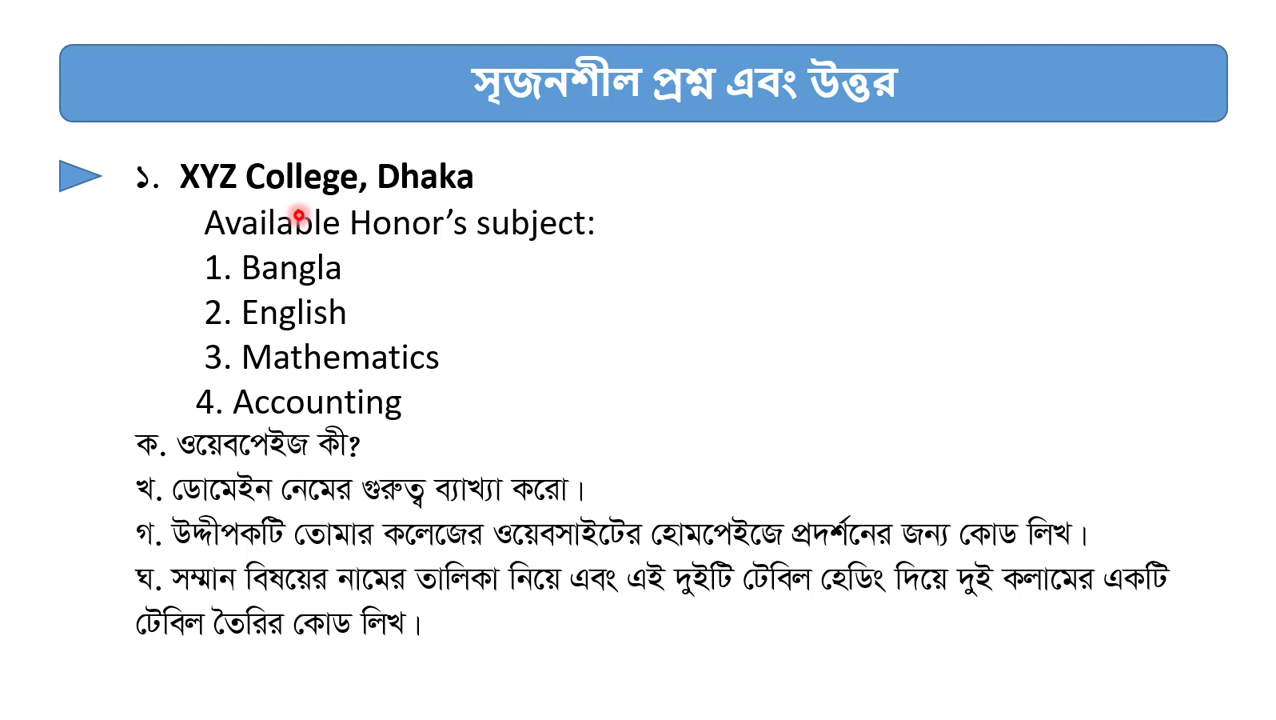 সৃজনশীল প্রশ্ন এবং উত্তর
১. XYZ College, Dhaka
Available Honor’s subject:
1. Bangla
2. English
3. Mathematics
4. Accounting
ক. ওয়েবপেইজ কী?
খ. ডোমেইন নেমের গুরুত্ব ব্যাখ্যা করো।
গ. উদ্দীপকটি তোমার কলেজের ওয়েবসাইটের হোমপেইজে প্রদর্শনের জন্য কোড লিখ।
ঘ. সম্মান বিষয়ের নামের তালিকা নিয়ে এবং এই দুইটি টেবিল হেডিং দিয়ে দুই কলামের একটি
টেবিল তৈরির কোড লিখ।